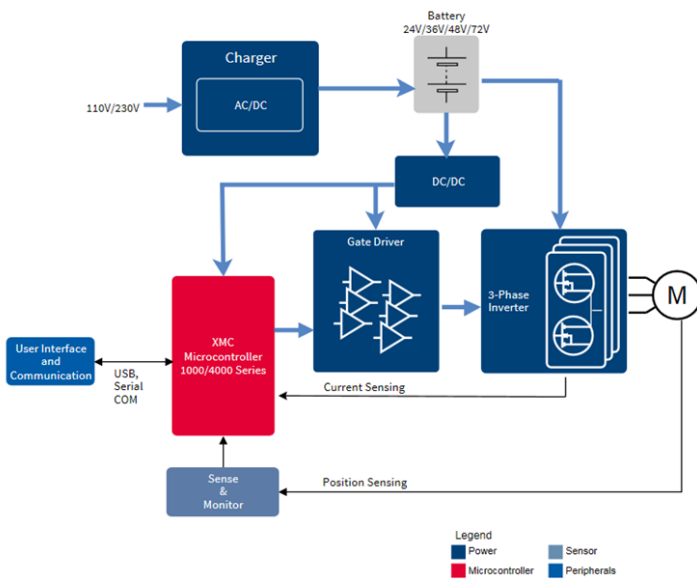 Battery
24V/36V/48V/72V
Charger
AC/DC
110V/230V
DC/DC
Gate Driver
3-Phase
Inverter
M
XMC
Microcontroller
1000/4000 Series
User Interface
and
Communication
USB,
Serial
COM
Current Sensing
Sense
&
Monitor
Position Sensing
Legend
Power
Sensor
Microcontroller
Peripherals